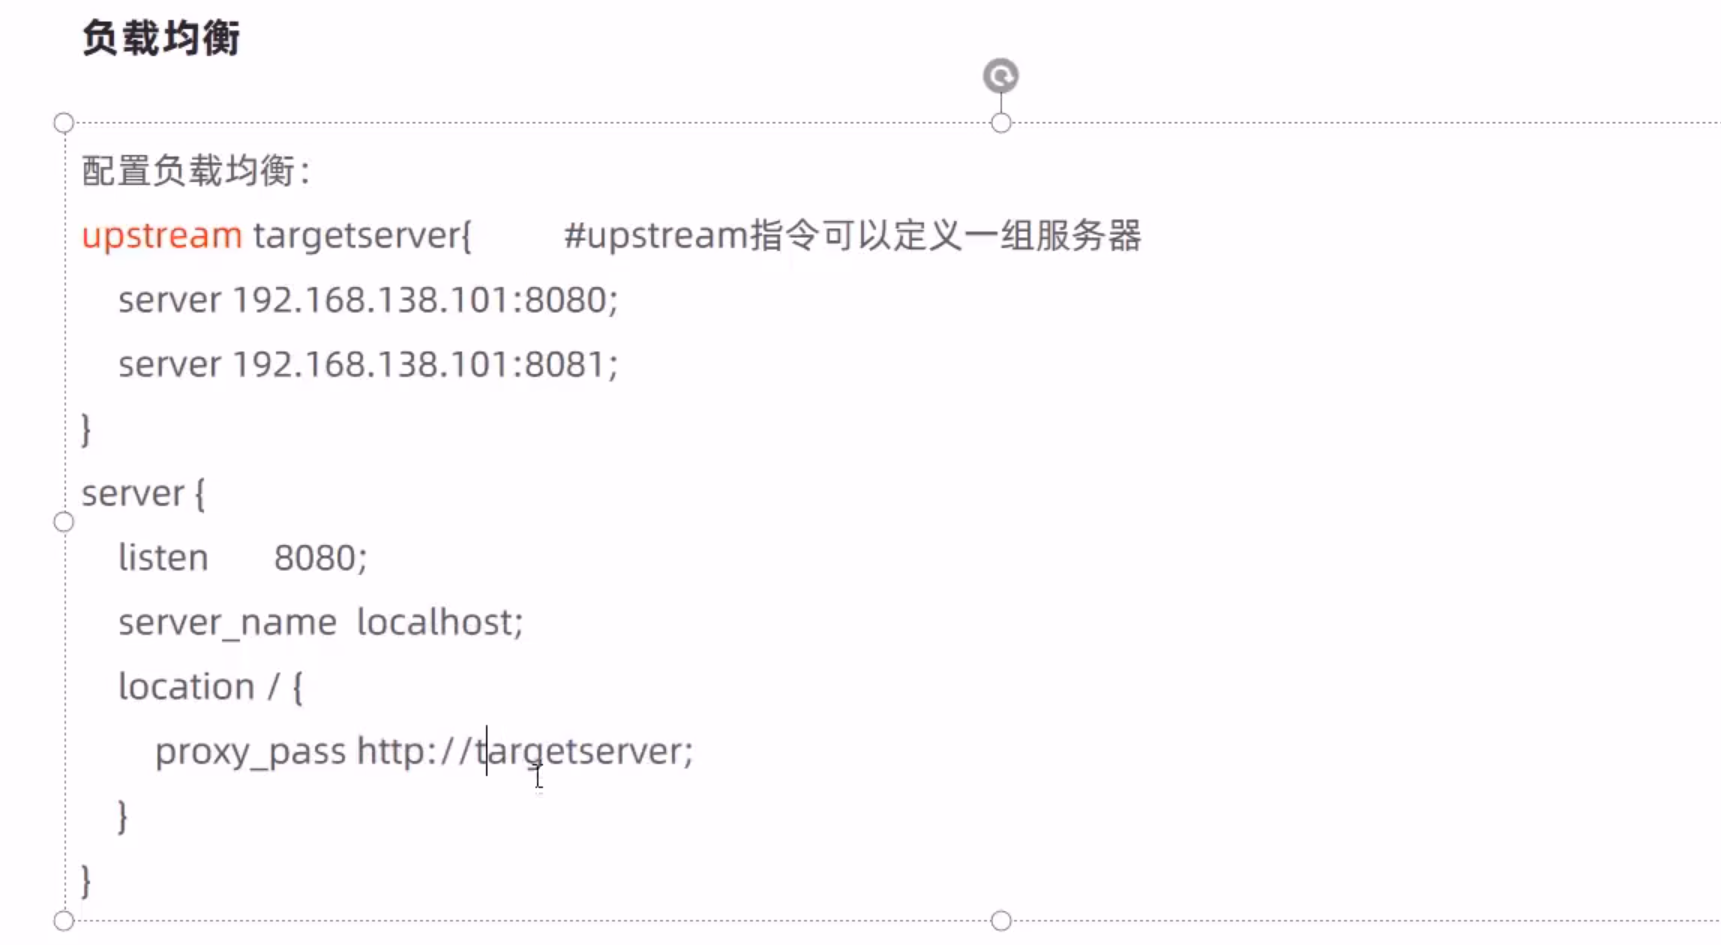 负载均衡
配置负载均衡：
upstream targetserver{ #upstream指令可以定义一组服务器
server 192.168.138.101:8080;
server 192.168.138.101:8081;
}
server {
listen 8080;
server_name localhost;
location / {
proxy_pass http://targetserver;
}
}